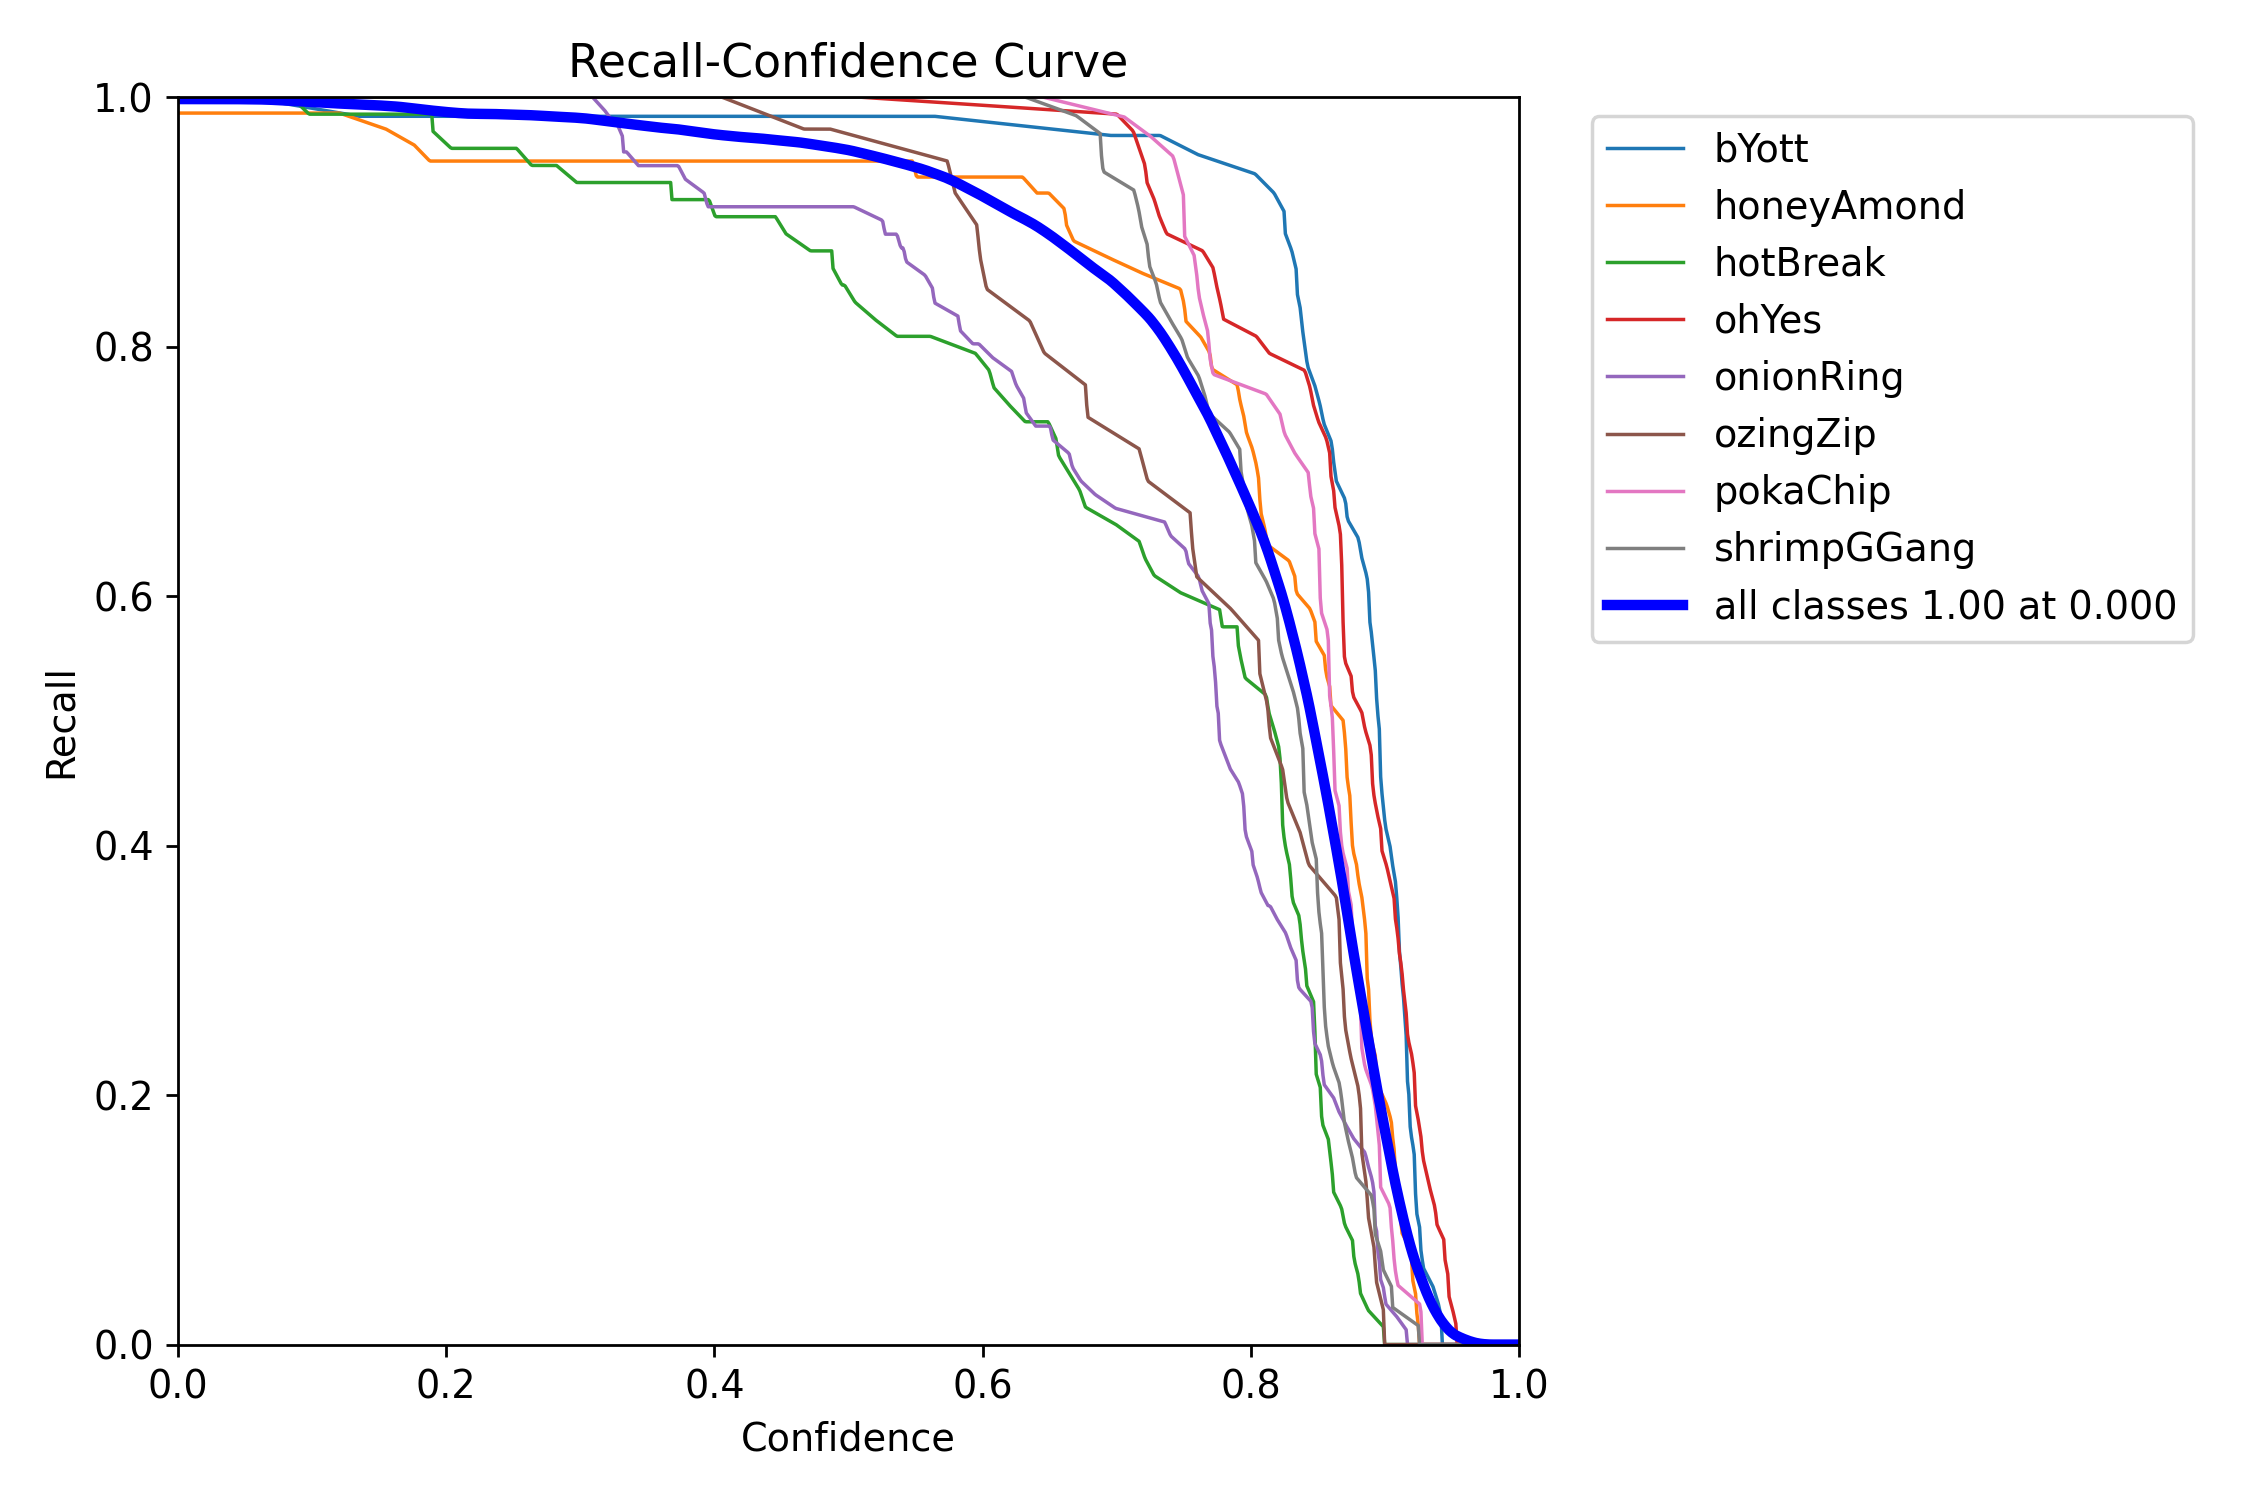 Recall-Confidence Curve
1.0
0.8
0.6
0.4
0.2
0.0
Recall
0.0 0.2 0.4 0.6 0.8 1.0
Confidence
bYott
honeyAmond
hotBreak
ohYes
onionRing
ozingZip
pokaChip
shrimpGGang
all classes 1.00 at 0.000